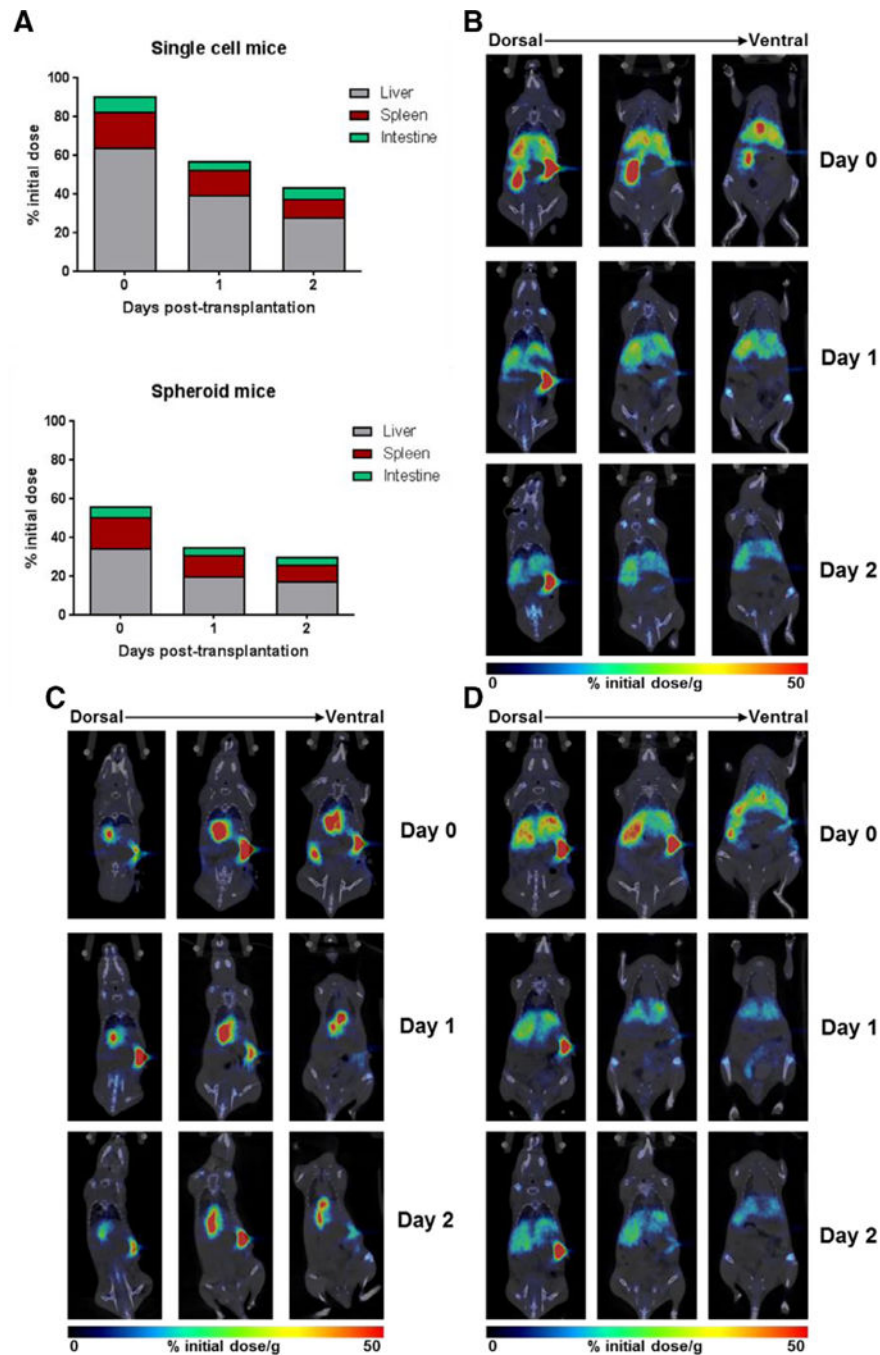 A
Single cell mice
100
80
60
40
20
0
% initial dose
Liver
Spleen
Intestine
0 1 2
Days post-transplantation
Spheroid mice
100
80
60
40
20
0
% initial dose
Liver
Spleen
Intestine
0 1 2
Days post-transplantation
B
Dorsal Ventral
Day 0
Day 1
Day 2
0 % initial dose/g 50
C
Dorsal Ventral
Day 0
Day 1
Day 2
0 % initial dose/g 50
D
Dorsal Ventral
Day 0
Day 1
Day 2
0 % initial dose/g 50